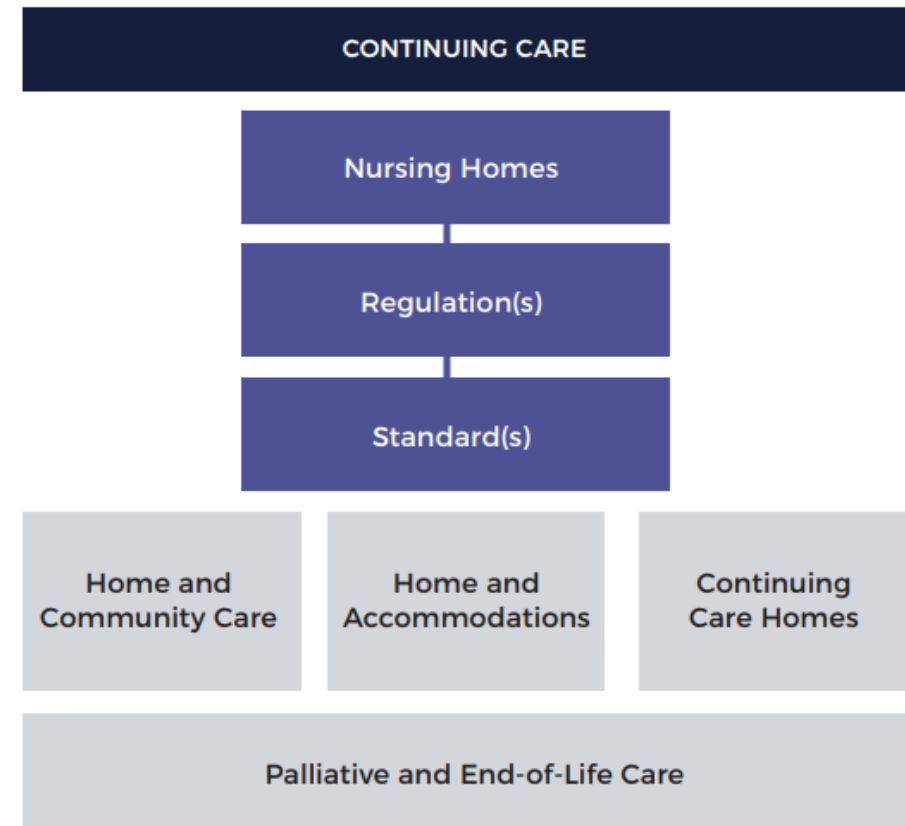 CONTINUING CARE
Nursing Homes
Regulation(s)
Standard(s)
Home and
Community Care
Home and
Accommodations
Continuing
Care Homes
Palliative and End-of-Life Care